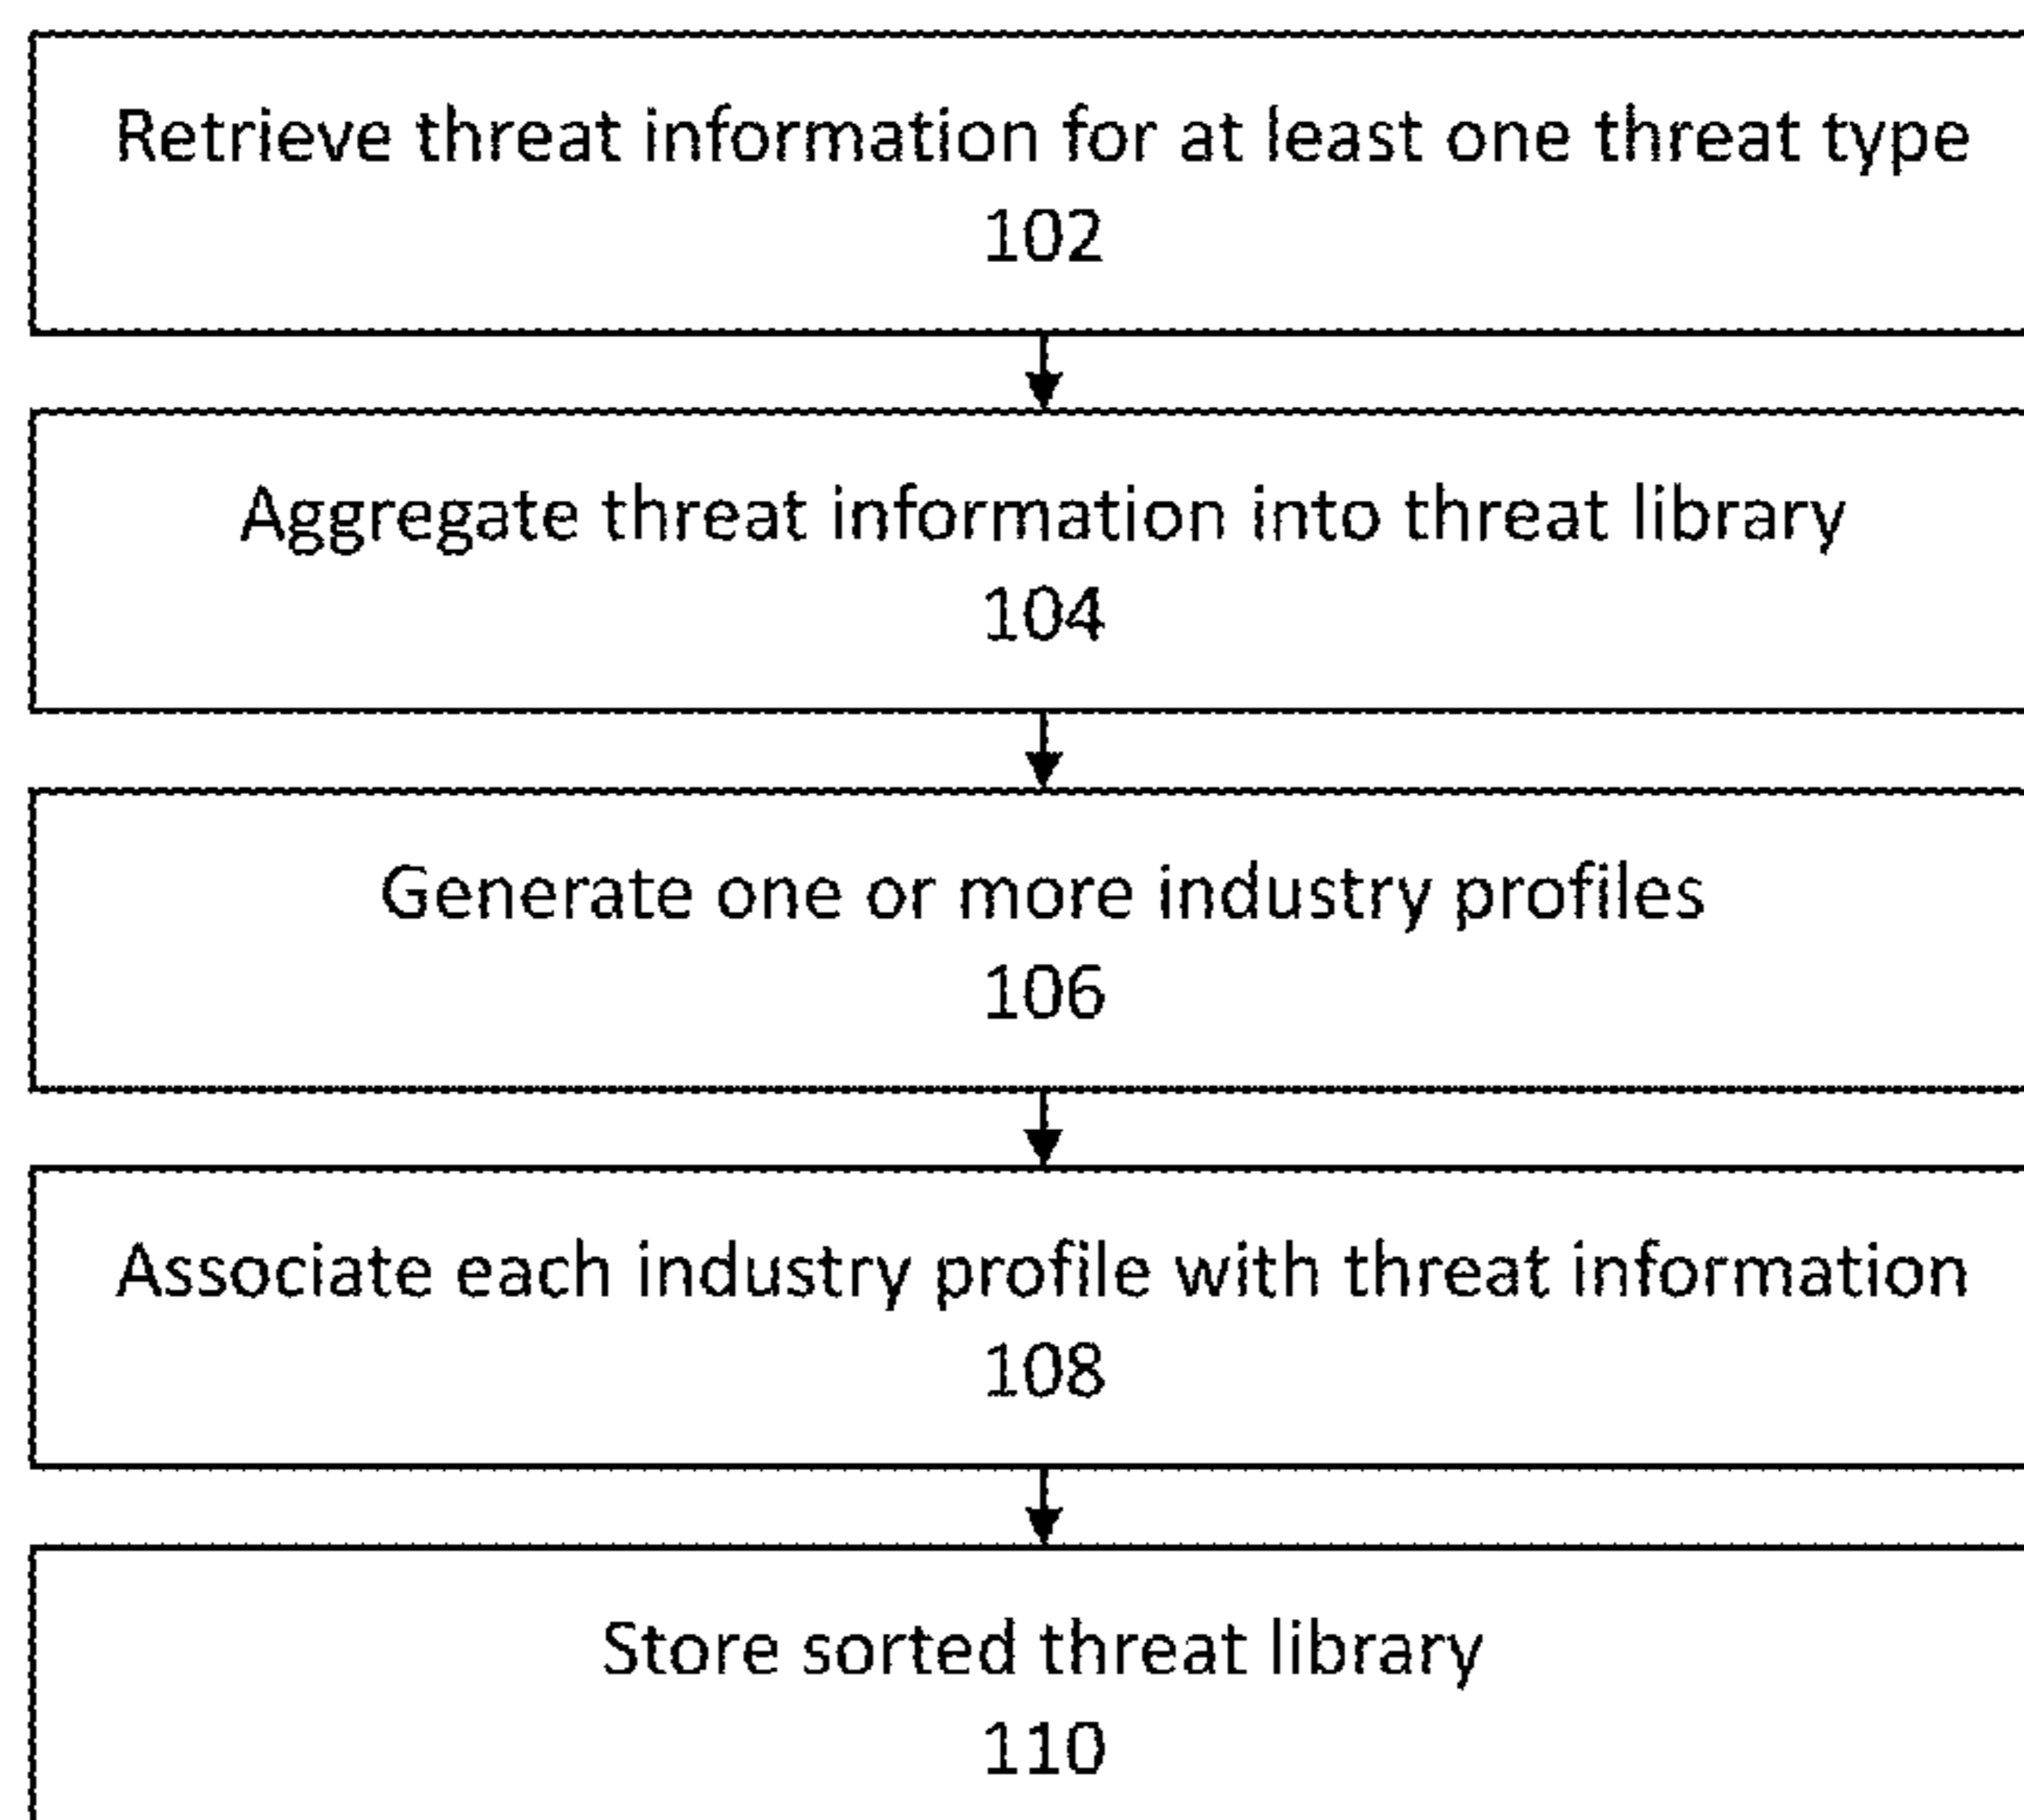 Retrieve threat information for at least one threat type
102
Aggregate threat information into threat library
104
Generate one or more industry profiles
106
Associate each industry profile with threat information
108
Store sorted threat library
110